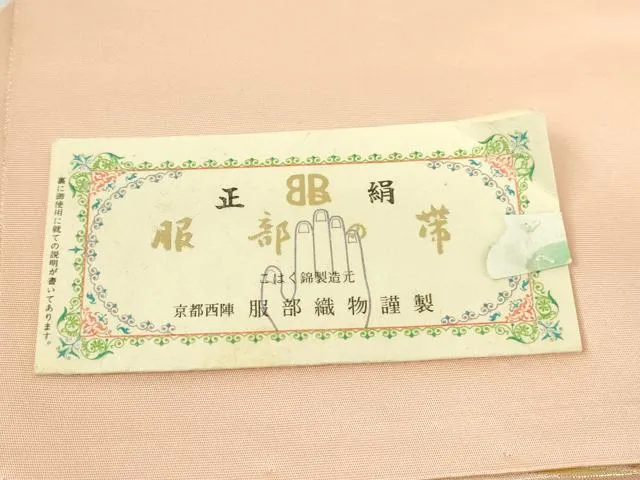 正 絹
服部の帯
こはく錦製造元
京都西陣 服部織物謹製
裏に御使用に就ての説明が書いてあります。